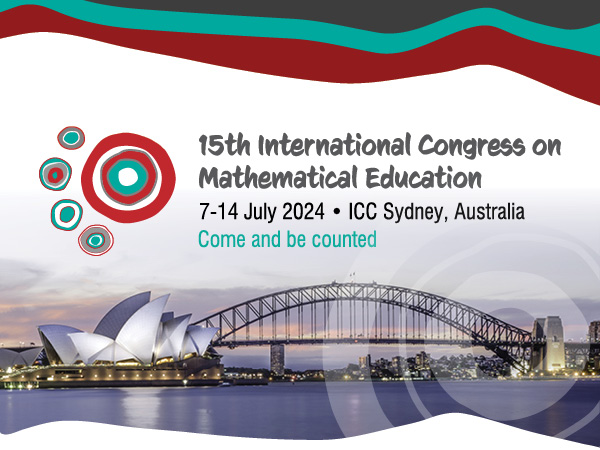 15th International Congress on
Mathematical Education
7-14 July 2024 • ICC Sydney, Australia
Come and be counted